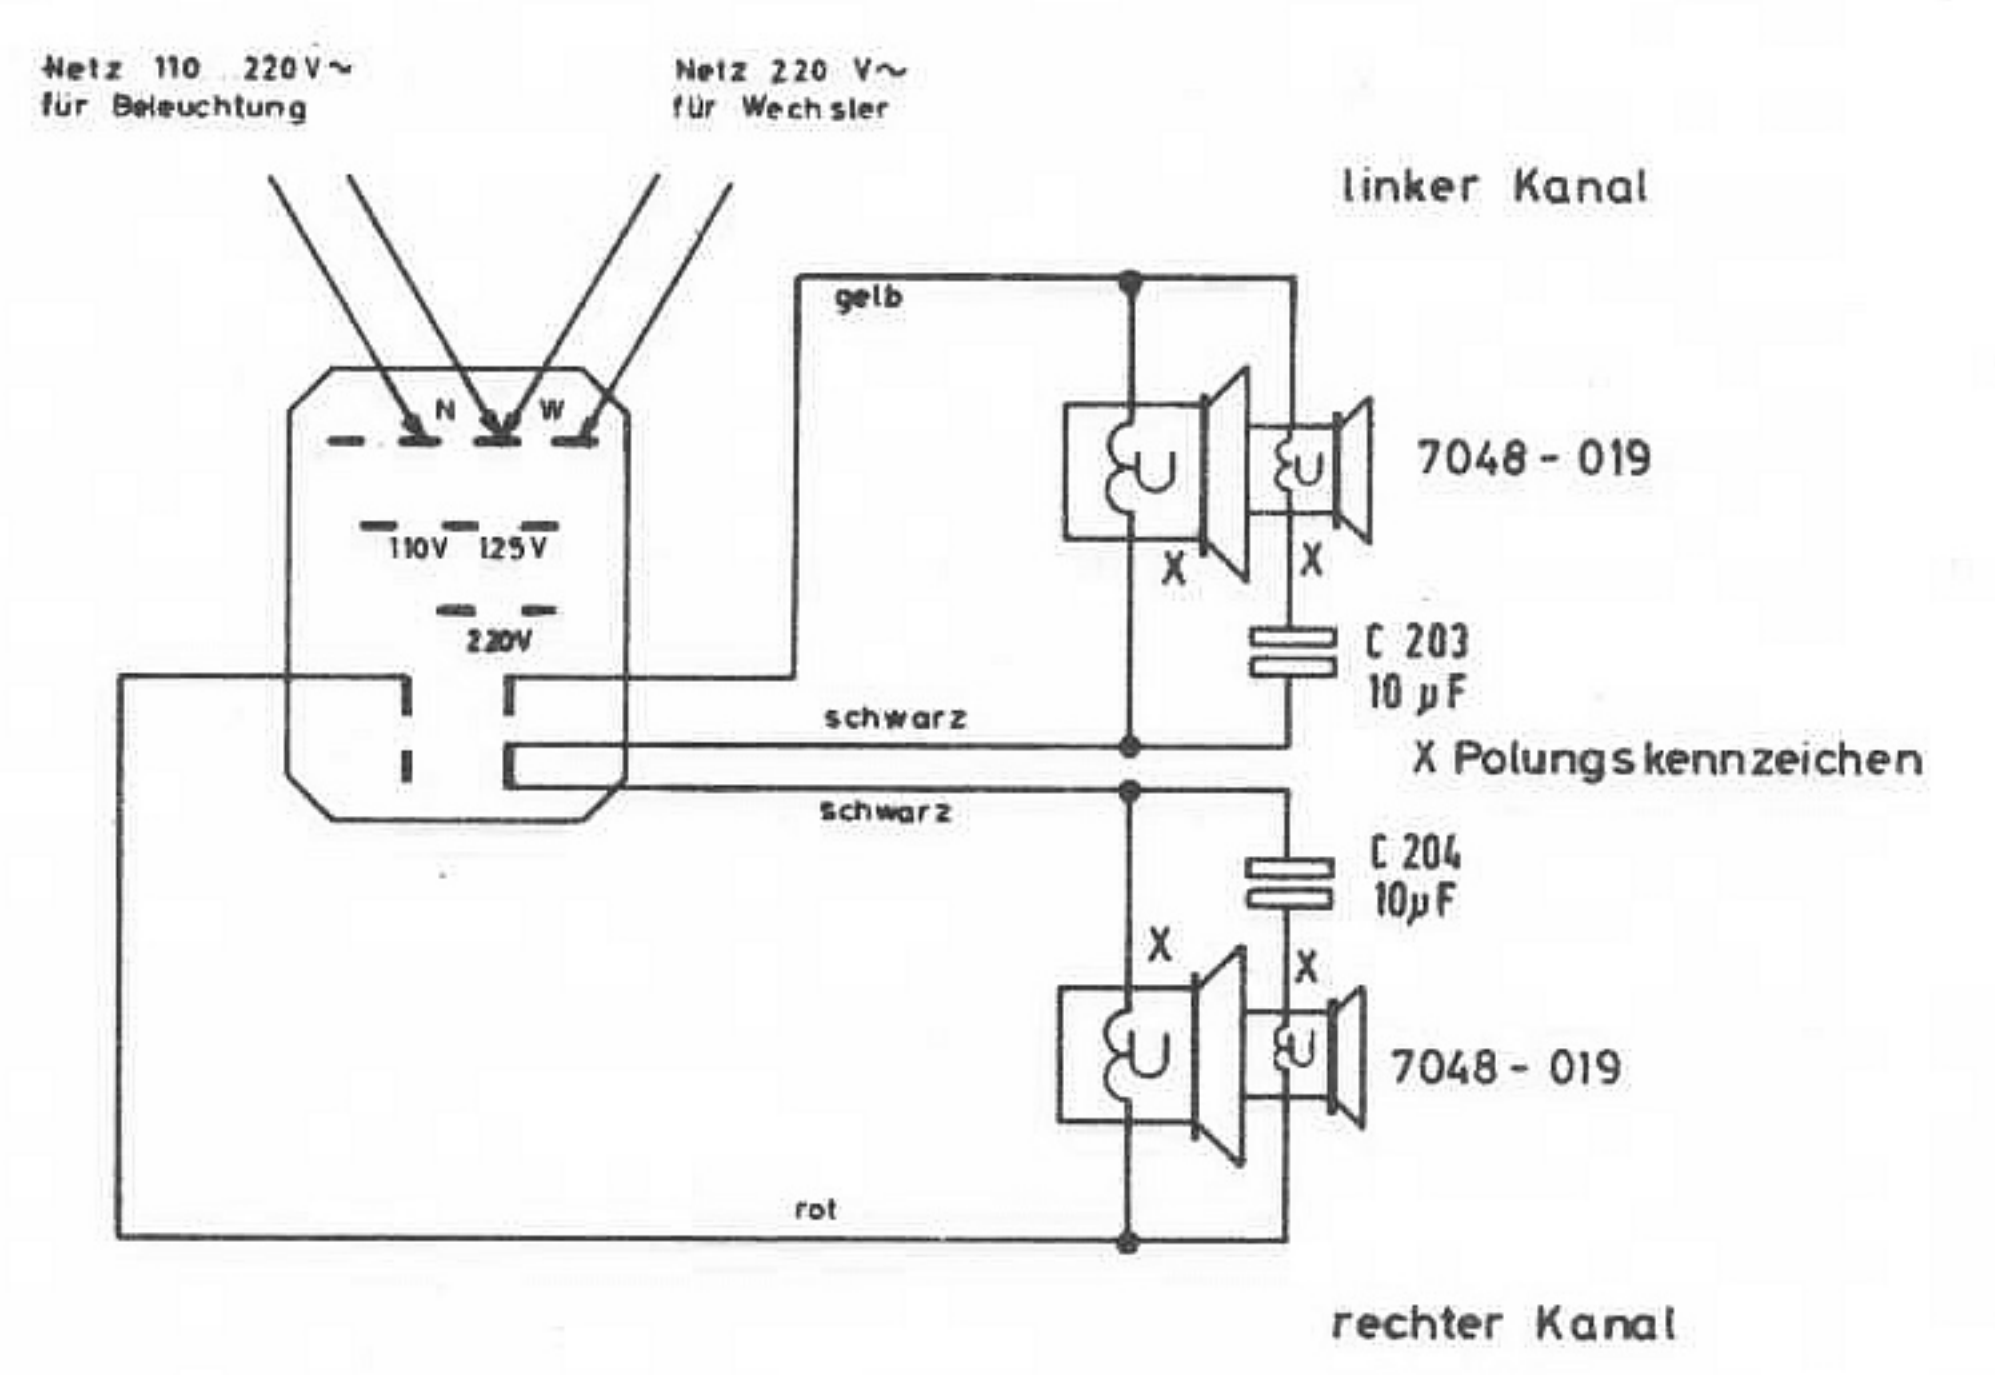 Netz 110 220V~
für Beleuchtung
Netz 220 V~
für Wechsler
linker Kanal
gelb
N W
7048-019
110V 125V
X X
220V
C 203
10 µF
schwarz
X Polungskennzeichen
schwarz
C 204
10µF
X X
7048-019
rot
rechter Kanal